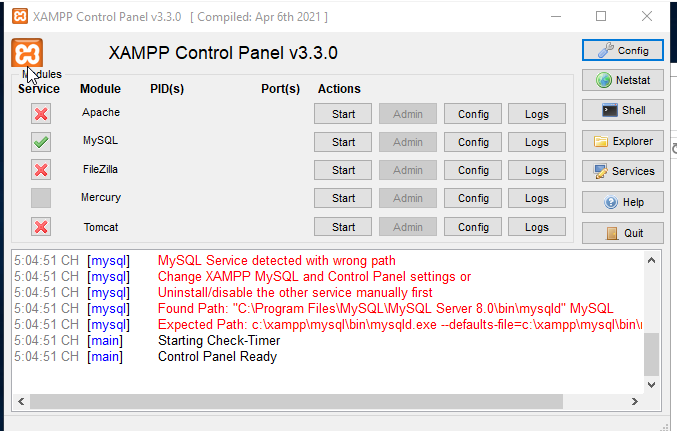 XAMPP Control Panel v3.3.0 [ Compiled: Apr 6th 2021 ]
XAMPP Control Panel v3.3.0
Config
Modules
Service Module PID(s) Port(s) Actions
Netstat
Apache Start Admin Config Logs
Shell
MySQL Start Admin Config Logs
Explorer
FileZilla Start Admin Config Logs
Services
Mercury Start Admin Config Logs
Help
Tomcat Start Admin Config Logs
Quit
5:04:51 CH [mysql] MySQL Service detected with wrong path
5:04:51 CH [mysql] Change XAMPP MySQL and Control Panel settings or
5:04:51 CH [mysql] Uninstall/disable the other service manually first
5:04:51 CH [mysql] Found Path: "C:\Program Files\MySQL\MySQL Server 8.0\bin\mysqld" MySQL
5:04:51 CH [mysql] Expected Path: c:\xampp\mysql\bin\mysqld.exe --defaults-file=c:\xampp\mysql\bin\
5:04:51 CH [main] Starting Check-Timer
5:04:51 CH [main] Control Panel Ready